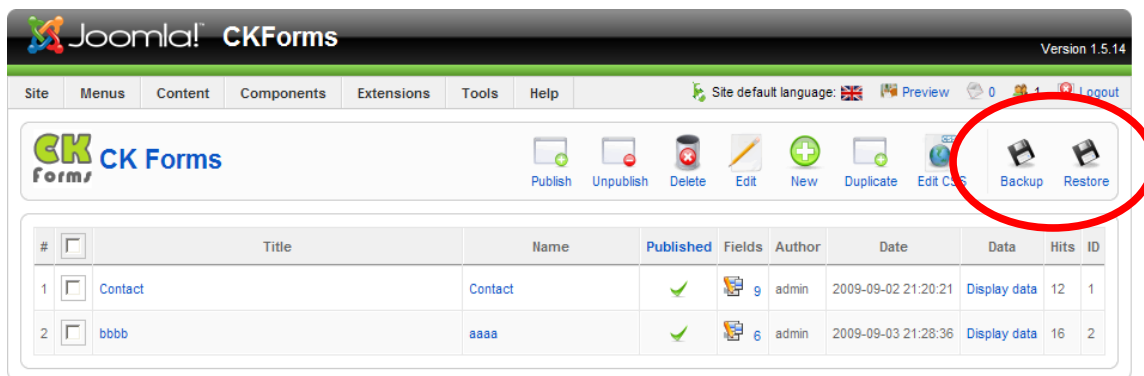 Joomla! CKForms
Version 1.5.14
Site Menus Content Components Extensions Tools Help Site default language: Preview 0 1 Logout
CK Forms CK Forms
Publish Unpublish Delete Edit New Duplicate Edit CSS Backup Restore
# Title Name Published Fields Author Date Data Hits ID
1 Contact Contact 9 admin 2009-09-02 21:20:21 Display data 12 1
2 bbbb aaaa 6 admin 2009-09-03 21:28:36 Display data 16 2